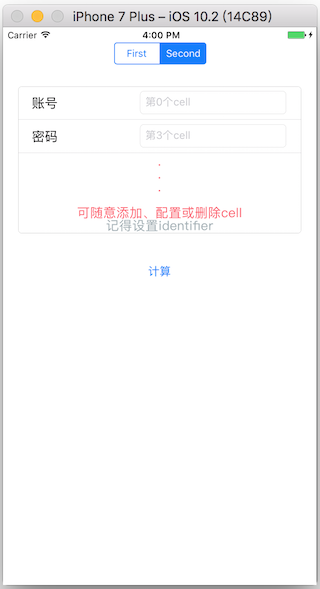 iPhone 7 Plus – iOS 10.2 (14C89)
Carrier 4:00 PM
First Second
账号 第0个cell
密码 第3个cell
.
.
.
可随意添加、配置或删除cell
记得设置identifier
计算